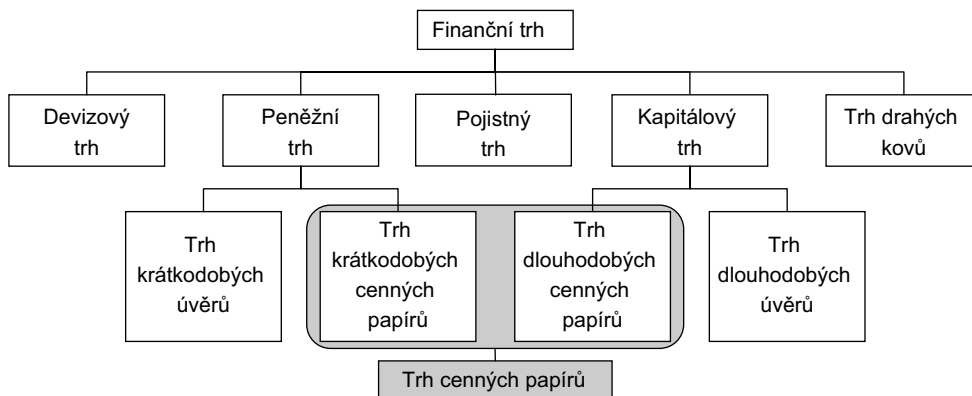 Finanční trh
Devizový
trh
Peněžní
trh
Pojistný
trh
Kapitálový
trh
Trh drahých
kovů
Trh
krátkodobých
úvěrů
Trh
krátkodobých
cenných
papírů
Trh
dlouhodobých
cenných
papírů
Trh
dlouhodobých
úvěrů
Trh cenných papírů